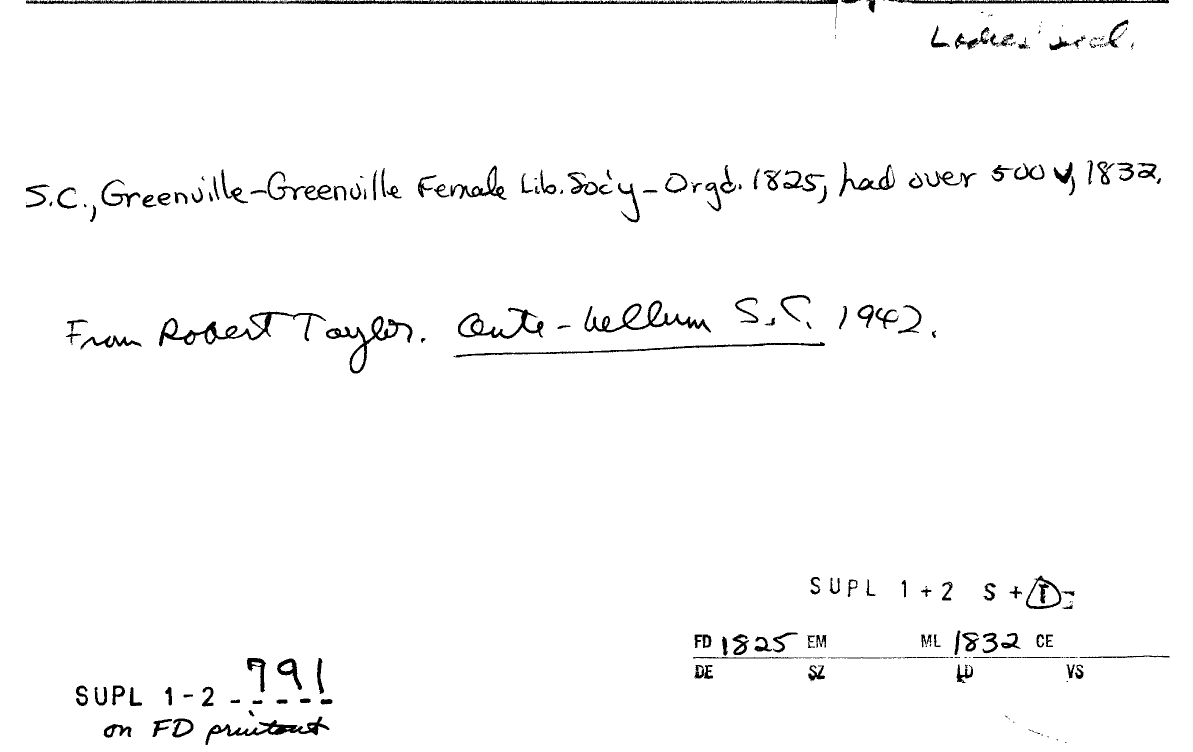 Ladies' 
S.C., Greenville-Greenville Female Lib. Soc'y - Orgd. 1825, had over 500 v, 1832.
From Robert Taylor. Ante-bellum S.C. 1942.
SUPL 1+2 S+T
FD 1825 EM ML 1832 CE
DE SZ LD VS
SUPL 1-2 791
on FD printout